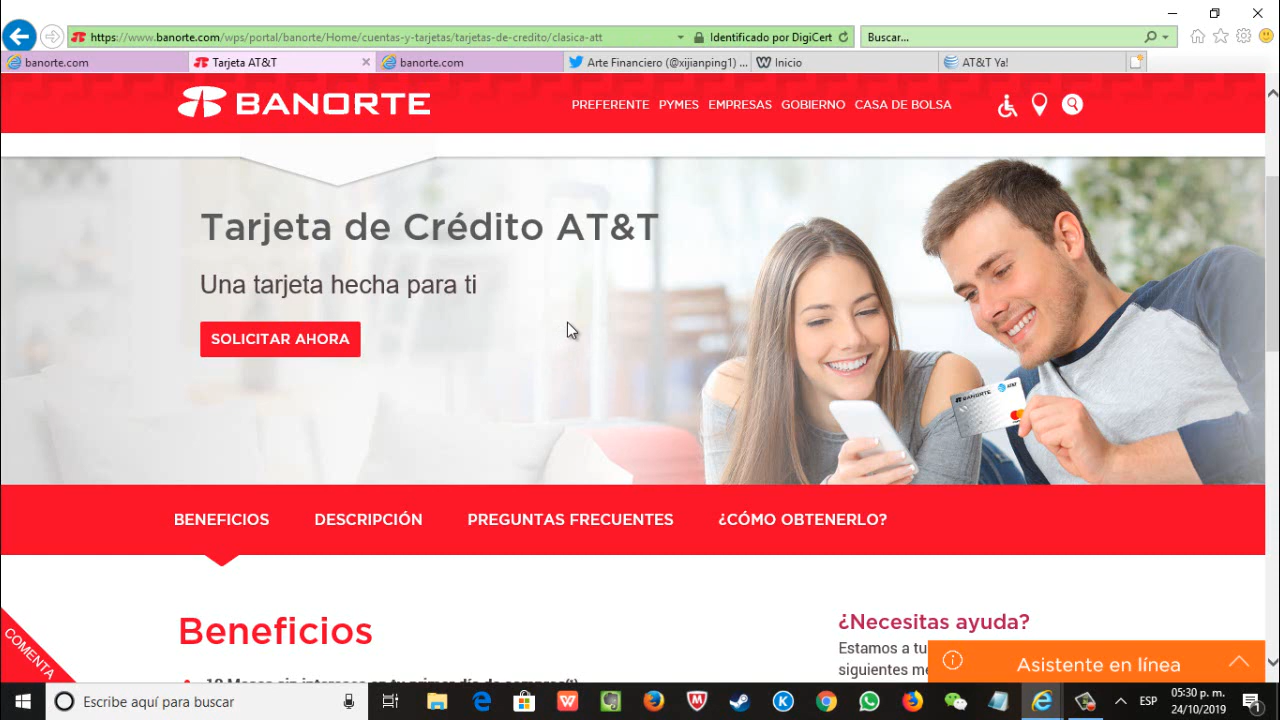 https://www.banorte.com/wps/portal/banorte/Home/cuentas-y-tarjetas/tarjetas-de-credito/clasica-att
Identificado por DigiCert
Buscar...
banorte.com
Tarjeta AT&T
banorte.com
Arte Financiero (@xijianping1) ...
Inicio
AT&T Ya!
BANORTE
PREFERENTE
PYMES
EMPRESAS
GOBIERNO
CASA DE BOLSA
Tarjeta de Crédito AT&T
Una tarjeta hecha para ti
SOLICITAR AHORA
BANORTE
BENEFICIOS
DESCRIPCIÓN
PREGUNTAS FRECUENTES
¿CÓMO OBTENERLO?
COMENTA
Beneficios
¿Necesitas ayuda?
Estamos a tu
siguientes me
Asistente en línea
Escribe aquí para buscar
ESP
05:30 p. m.
24/10/2019